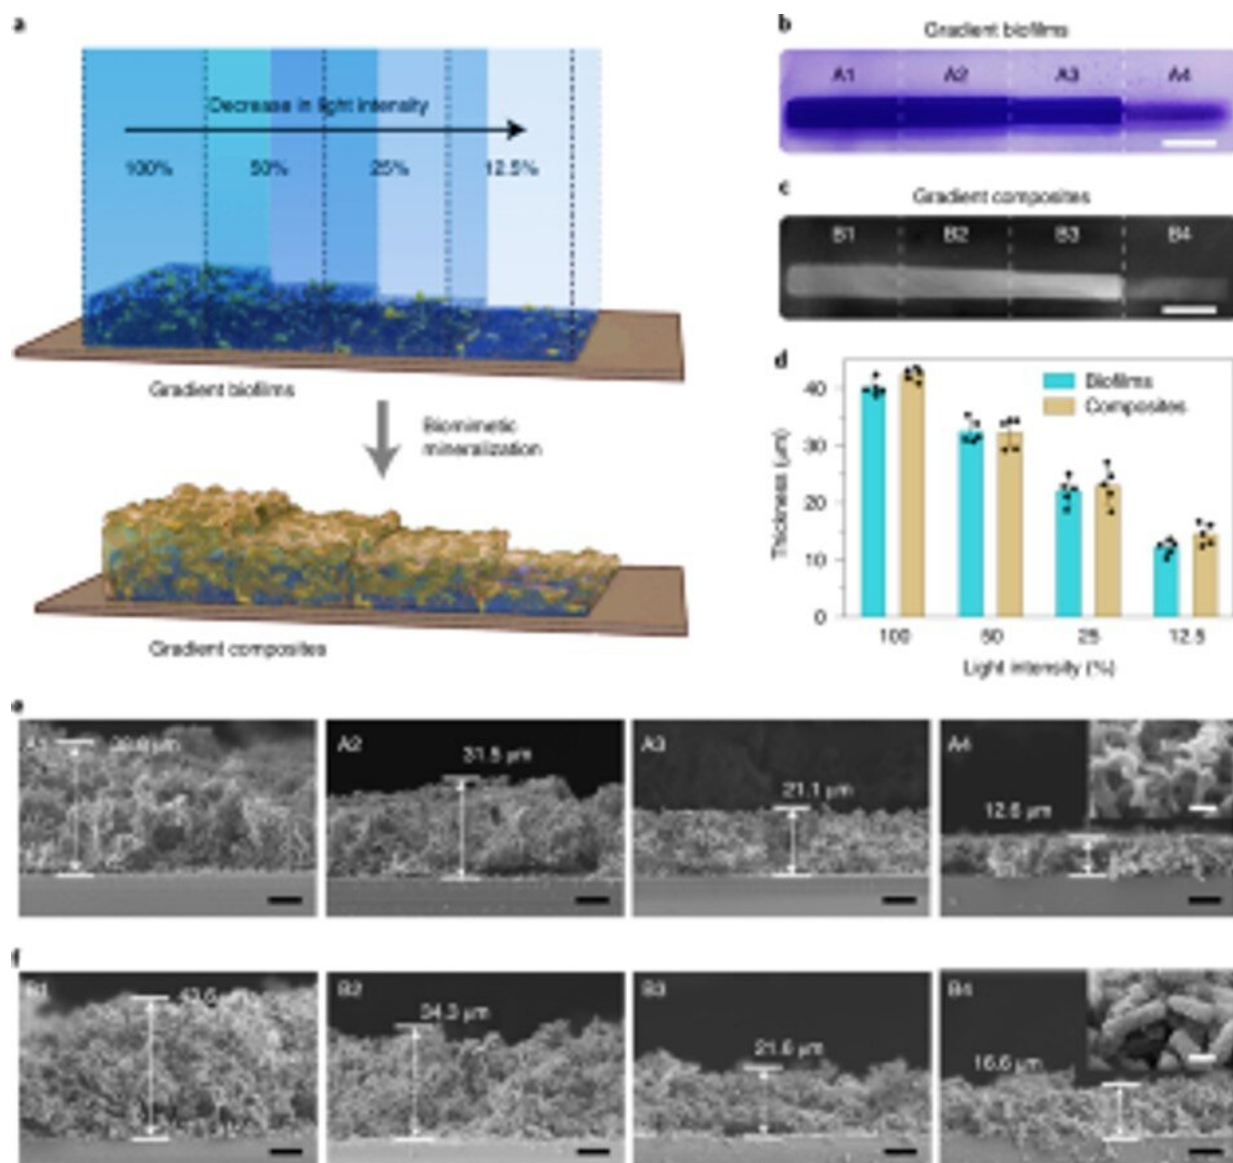 a
Decrease in light intensity
100%
50%
25%
12.5%
Gradient biofilms
Biomimetic
mineralization
Gradient composites
b
Gradient biofilms
A1
A2
A3
A4
c
Gradient composites
B1
B2
B3
B4
d
Biofilms
Composites
Thickness (μm)
40
30
20
10
0
100
50
25
12.5
Light intensity (%)
e
A1
μm
A2
31.5 μm
A3
21.1 μm
A4
12.6 μm
f
B1
μm
B2
34.3 μm
B3
21.6 μm
B4
16.6 μm